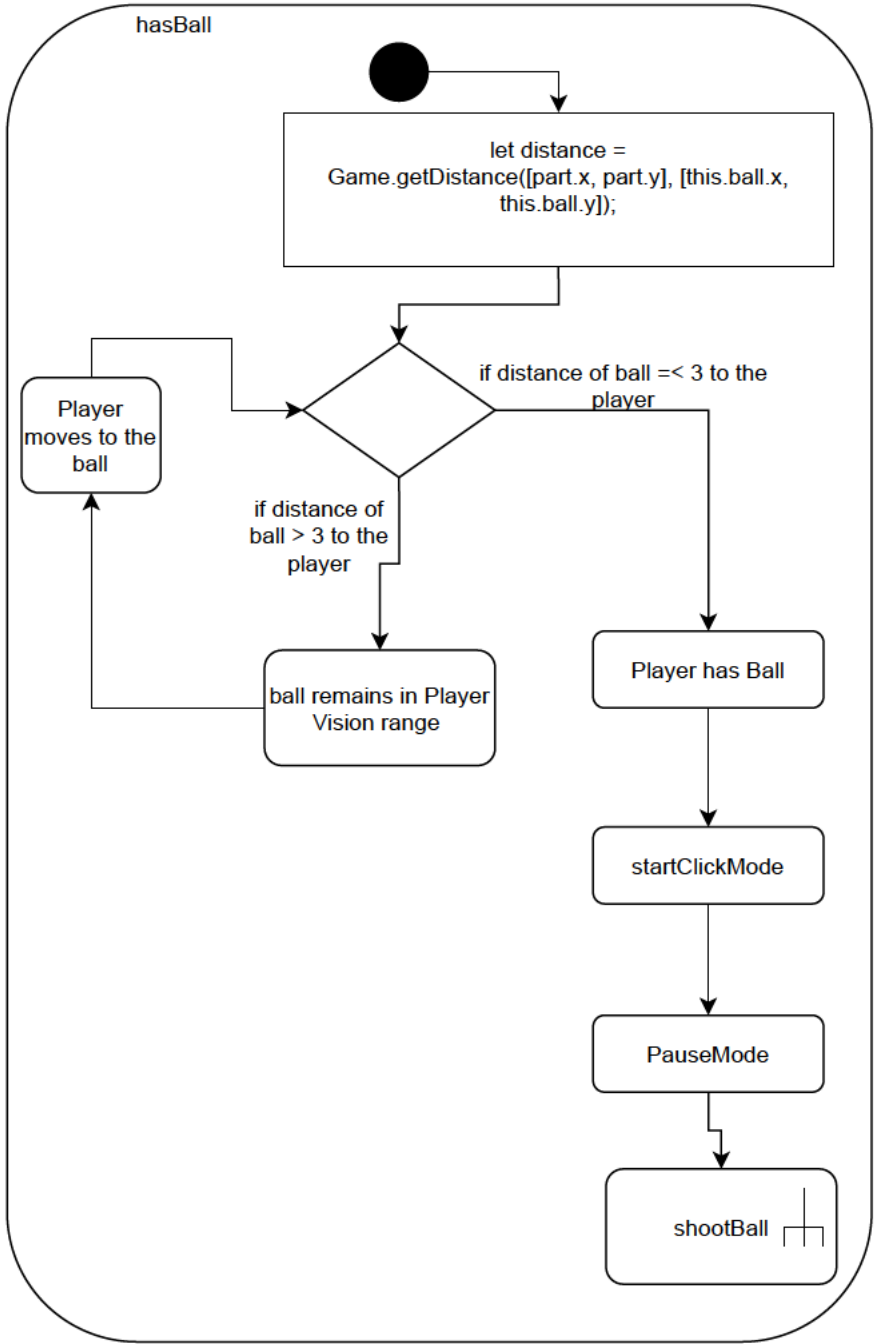 hasBall
let distance =
Game.getDistance([part.x, part.y], [this.ball.x,
this.ball.y]);
if distance of ball =< 3 to the
player
Player
moves to the
ball
if distance of
ball > 3 to the
player
Player has Ball
ball remains in Player
Vision range
startClickMode
PauseMode
shootBall